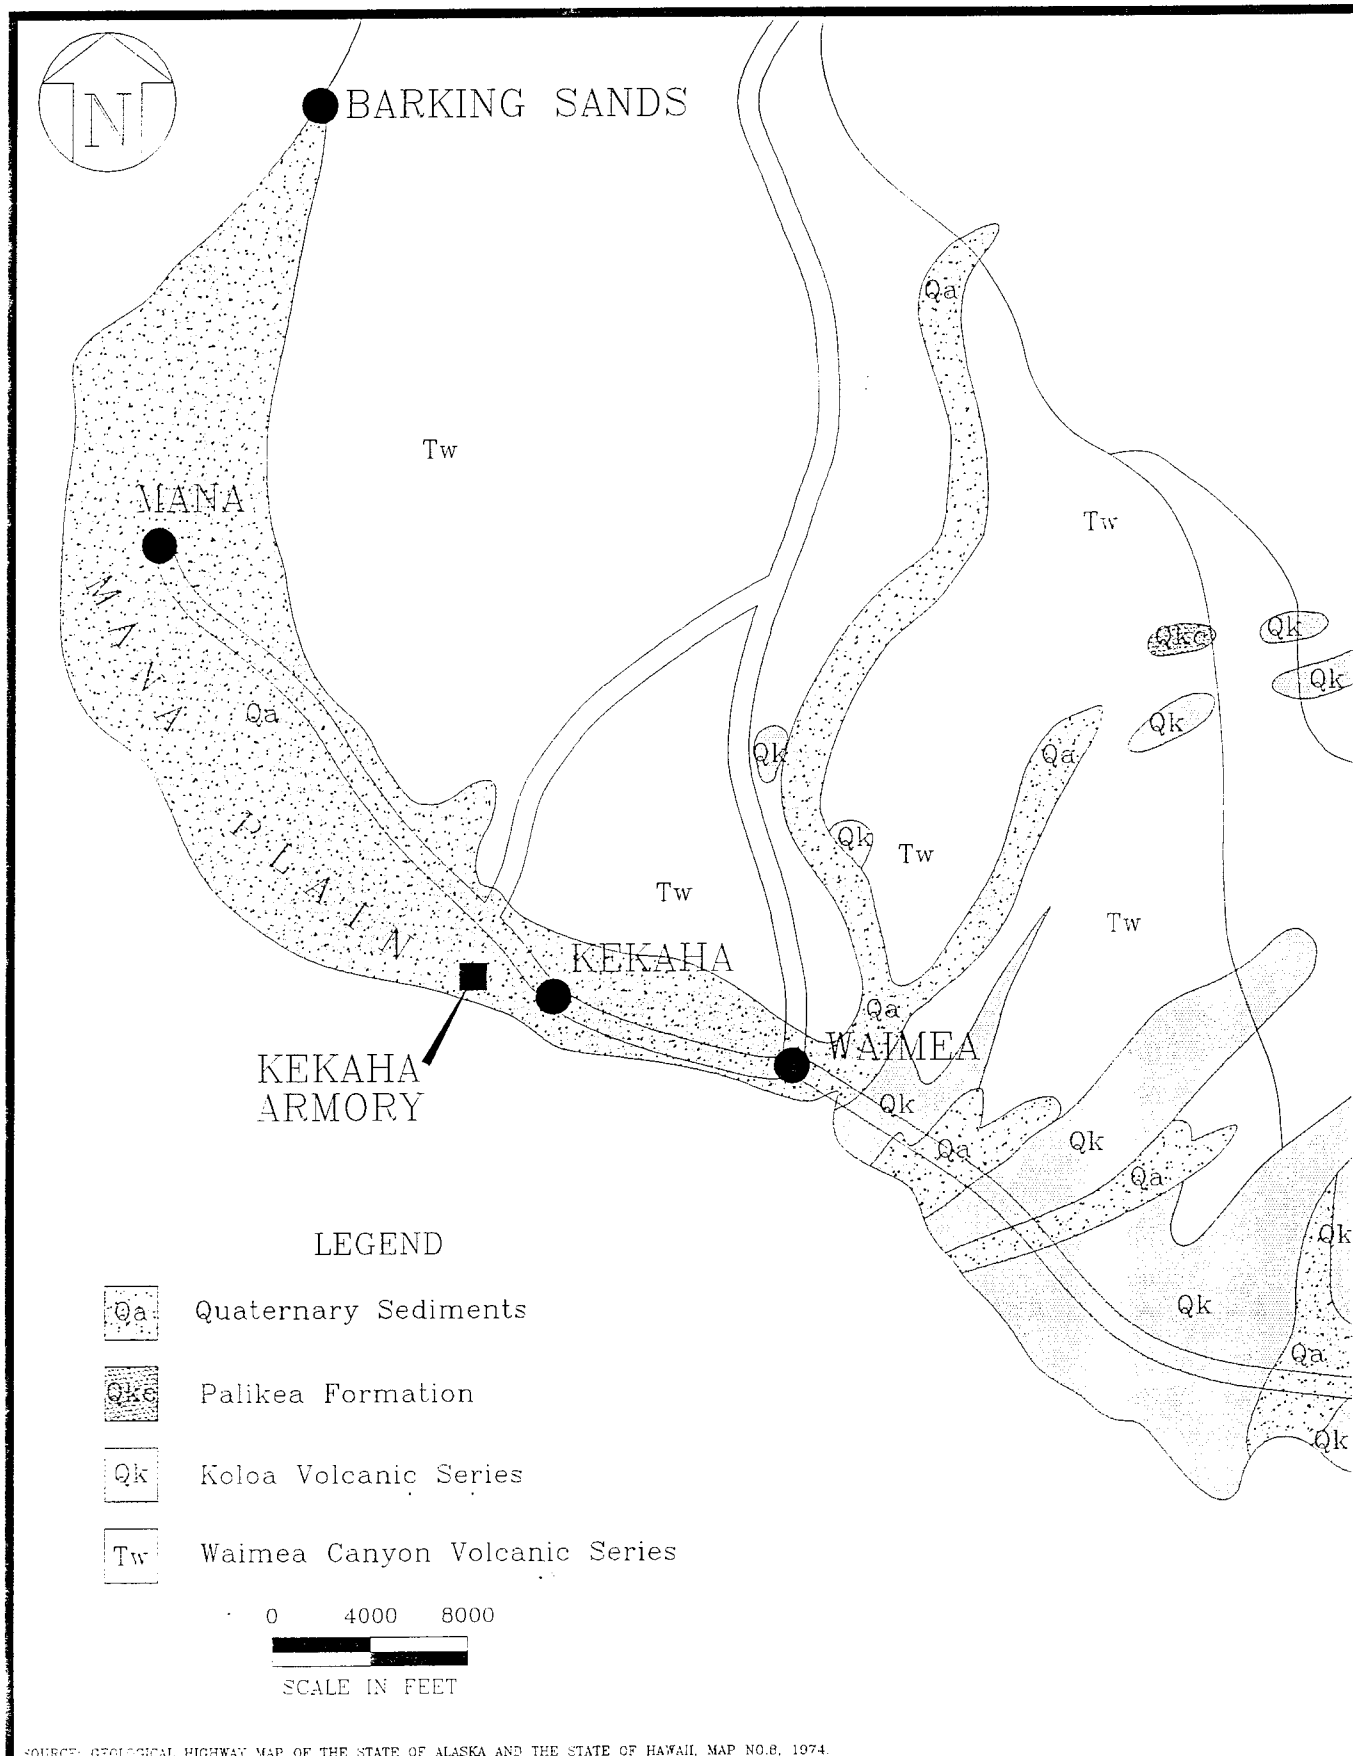 N
BARKING SANDS
Qa
Tw
MANA
Tw
Qkc
Qk
Qk
MANA PLAIN
Qa
Qk
Qk
Qa
Qk
Tw
Tw
Tw
KEKAHA
Qa
WAIMEA
KEKAHA
ARMORY
Qk
Qk
Qa
Qa
Qk
Qk
Qa
Qk
LEGEND
Qa Quaternary Sediments
Qkc Palikea Formation
Qk Koloa Volcanic Series
Tw Waimea Canyon Volcanic Series
0 4000 8000
SCALE IN FEET
SOURCE: GEOLOGICAL HIGHWAY MAP OF THE STATE OF ALASKA AND THE STATE OF HAWAII, MAP NO.8, 1974.